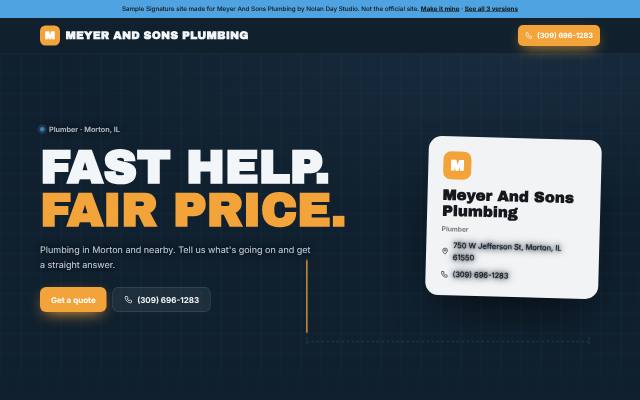 Sample Signature site made for Meyer And Sons Plumbing by Nolan Day Studio. Not the official site. Make it mine · See all 3 versions
M MEYER AND SONS PLUMBING
(309) 696-1283
Plumber · Morton, IL
FAST HELP.
FAIR PRICE.
Plumbing in Morton and nearby. Tell us what's going on and get
a straight answer.
Get a quote
(309) 696-1283
M
Meyer And Sons
Plumbing
Plumber
750 W Jefferson St, Morton, IL
61550
(309) 696-1283